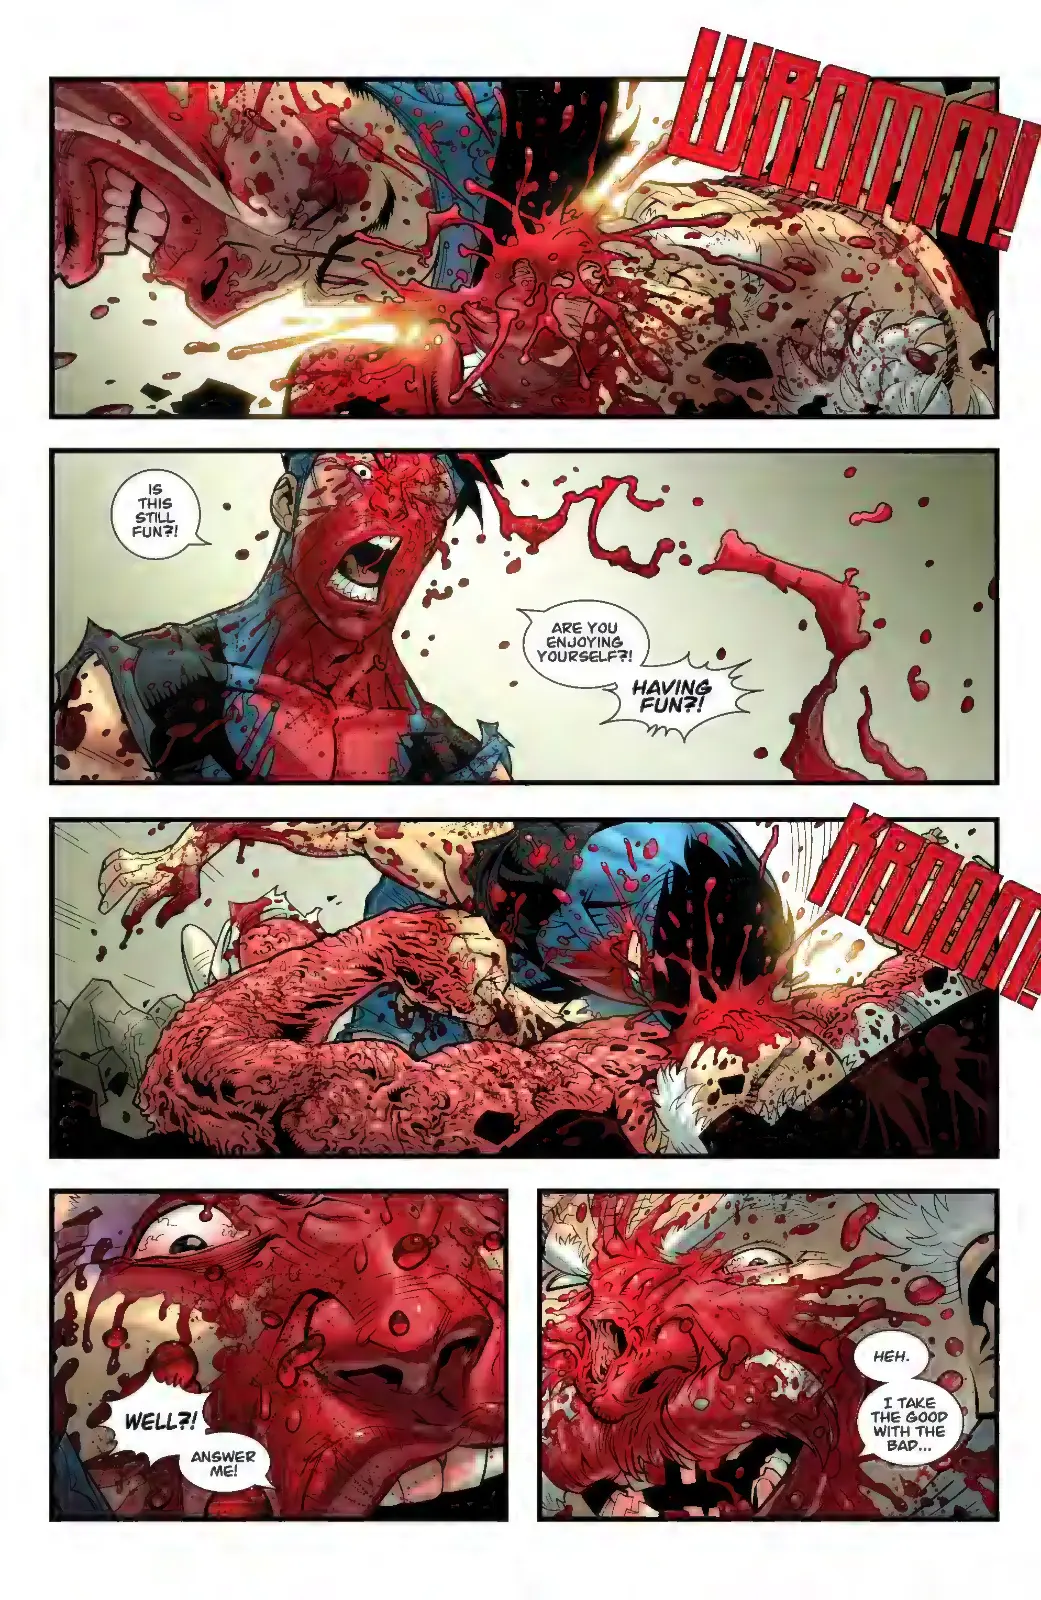 WRAMM!
IS
THIS
STILL
FUN?!
ARE YOU
ENJOYING
YOURSELF?!
HAVING
FUN?!
KROOM!
WELL?!
ANSWER
ME!
HEH.
I TAKE
THE GOOD
WITH THE
BAD...